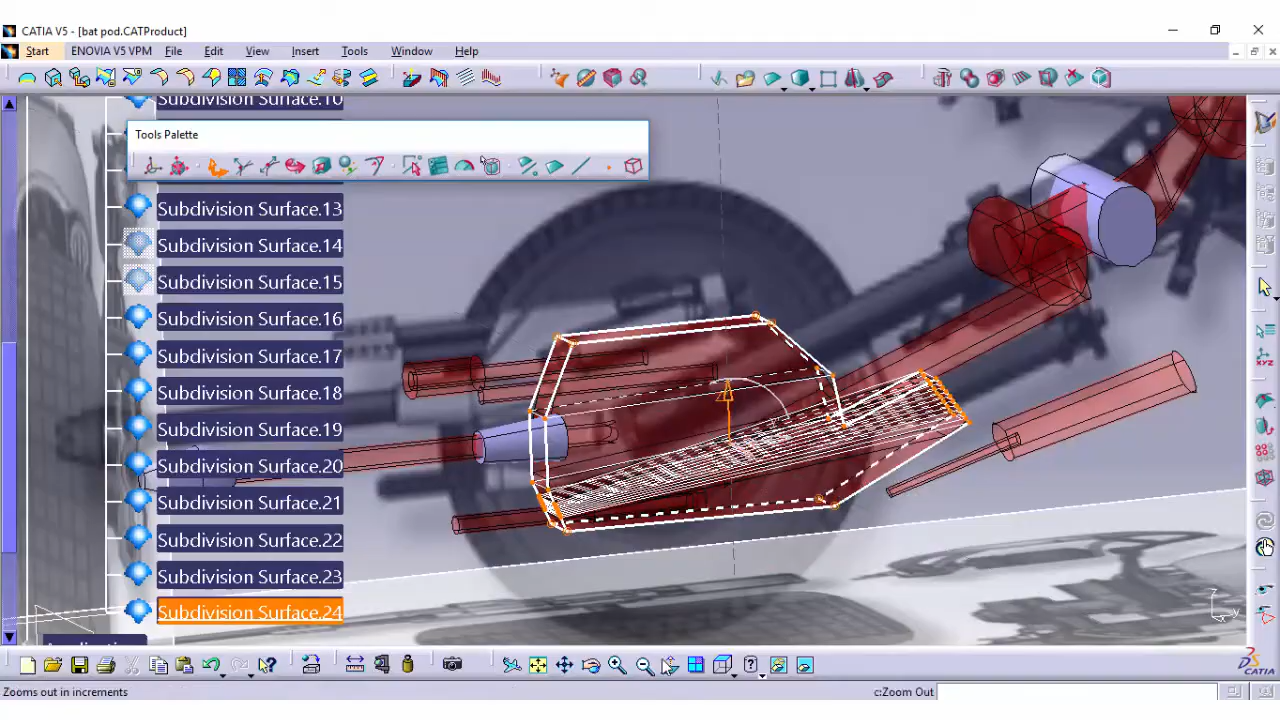 CATIA V5 - [bat pod.CATProduct]
Start ENOVIA V5 VPM File Edit View Insert Tools Window Help
Subdivision Surface.10
Tools Palette
Subdivision Surface.13
Subdivision Surface.14
Subdivision Surface.15
Subdivision Surface.16
Subdivision Surface.17
Subdivision Surface.18
Subdivision Surface.19
Subdivision Surface.20
Subdivision Surface.21
Subdivision Surface.22
Subdivision Surface.23
Subdivision Surface.24
z
x y
CATIA
Zooms out in increments
c:Zoom Out